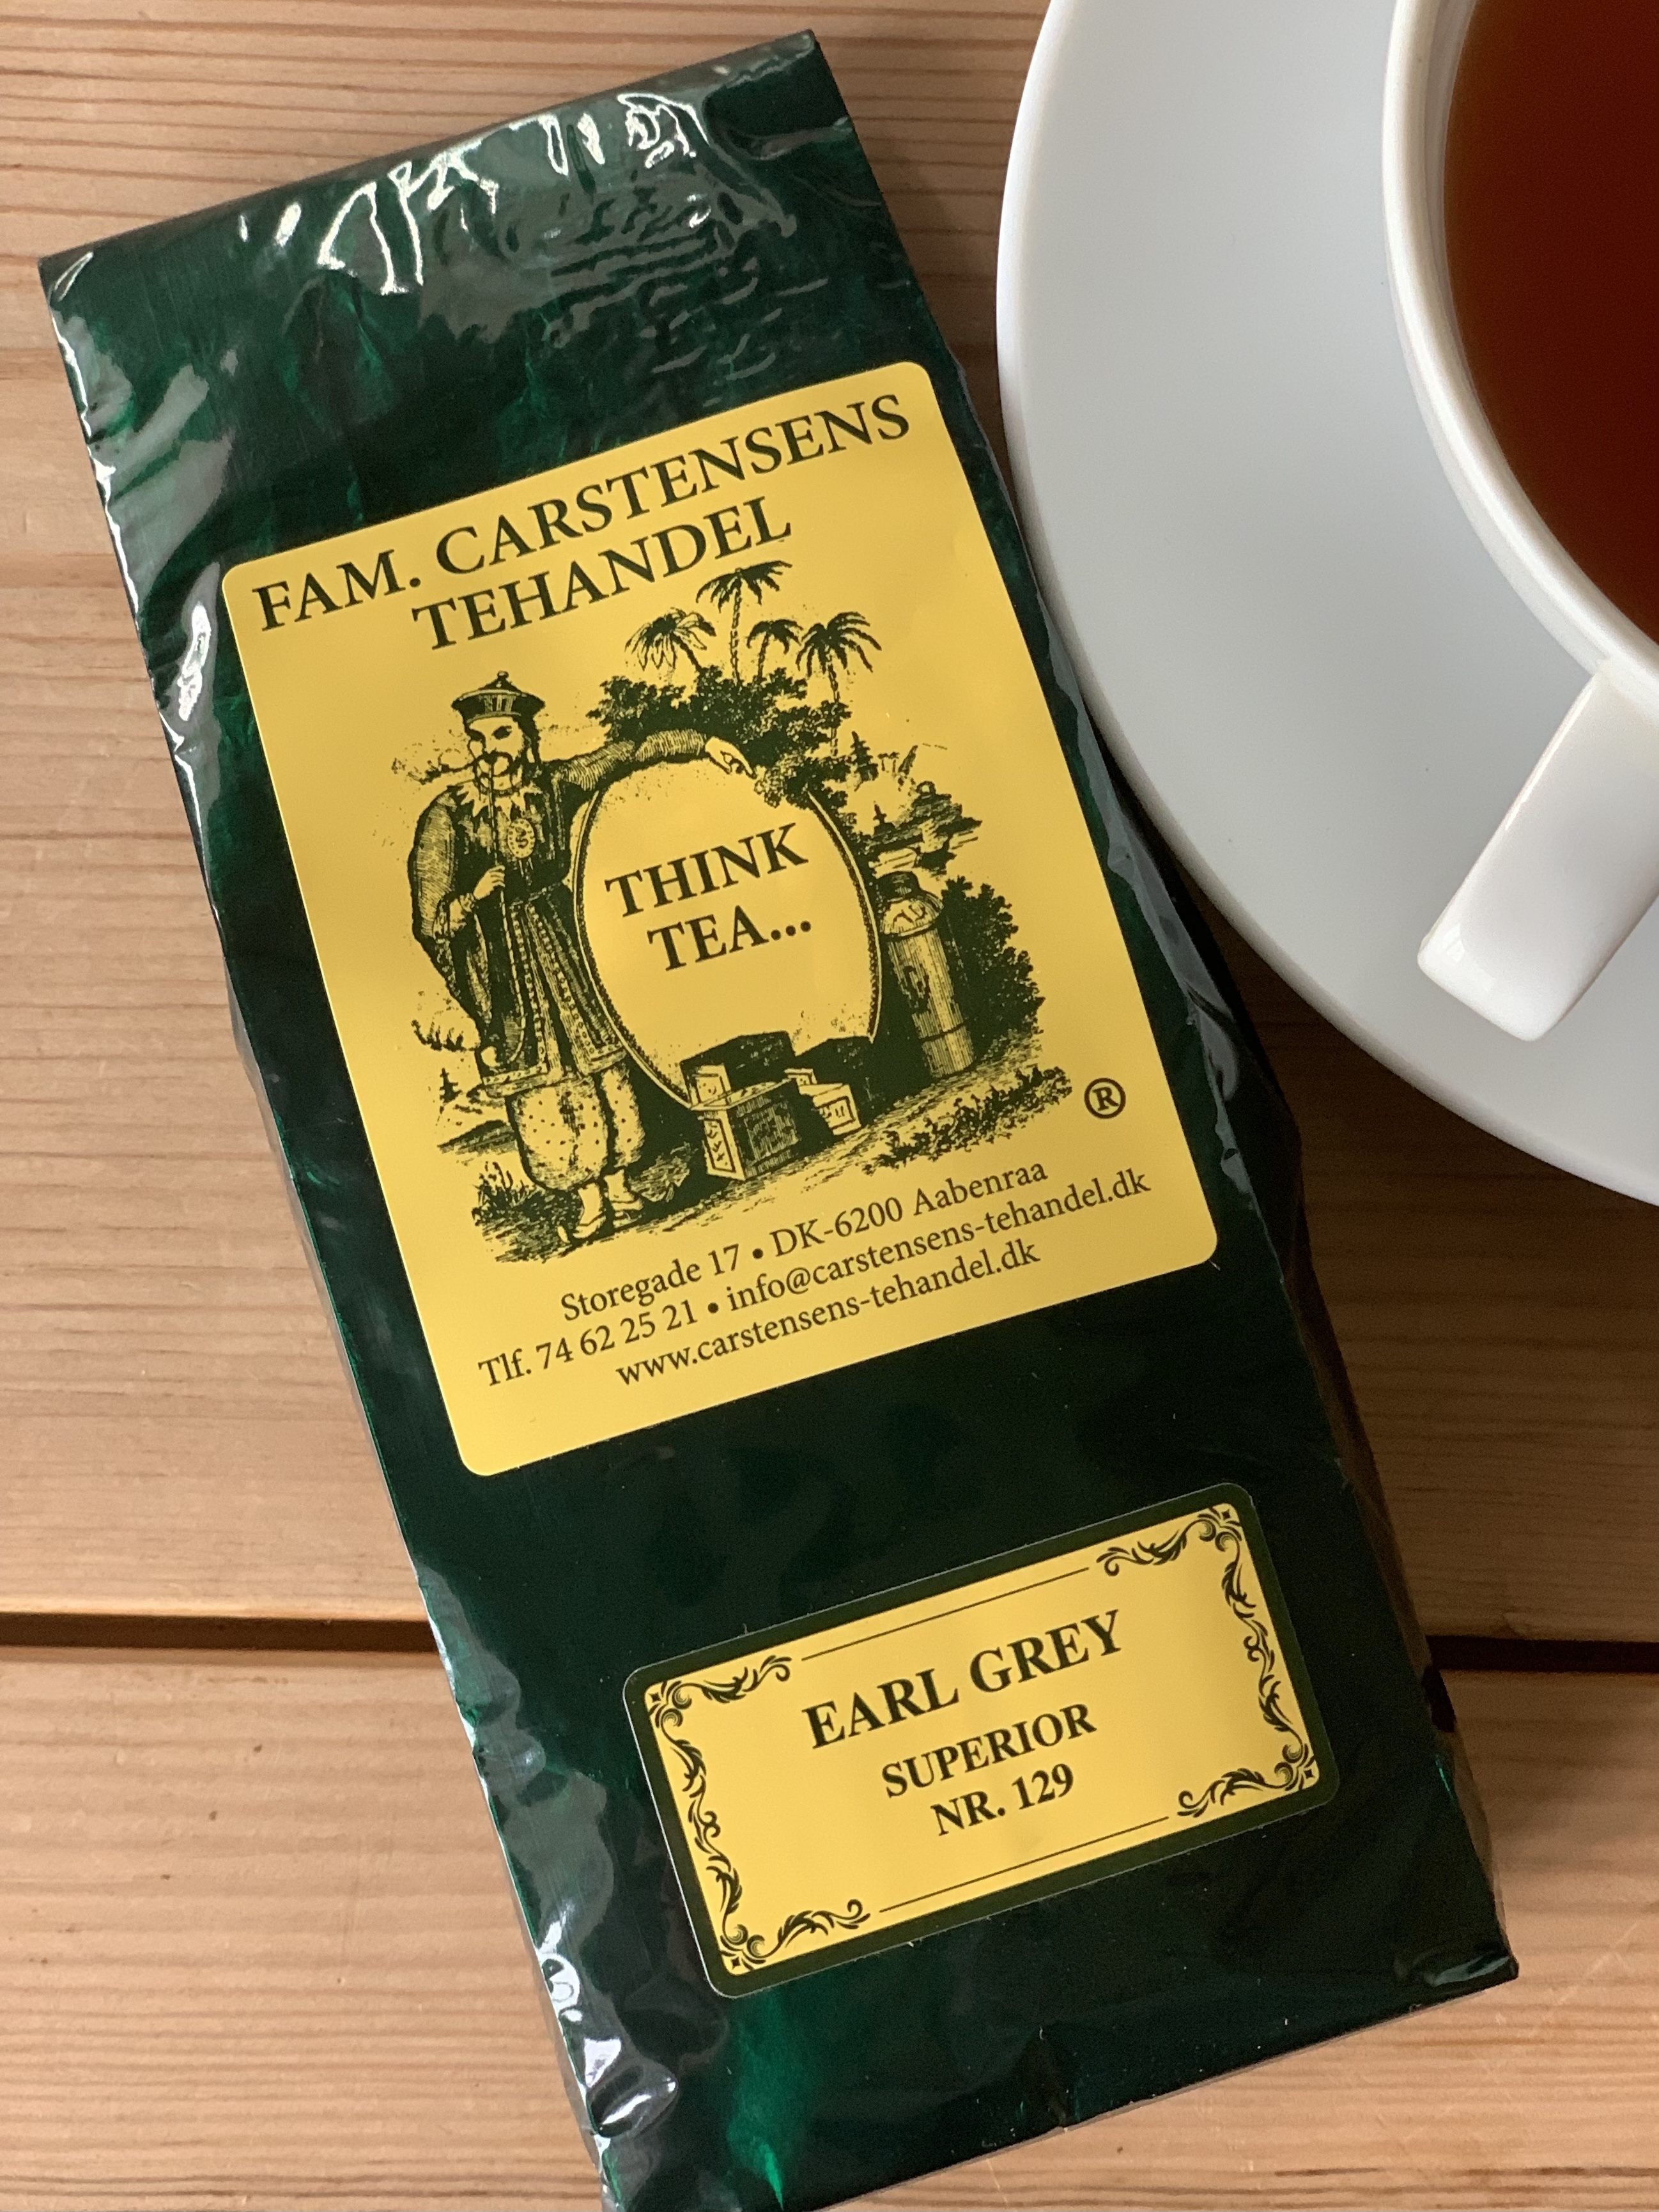 FAM. CARSTENSENS
TEHANDEL
THINK
TEA...
®
Storegade 17 • DK-6200 Aabenraa
Tlf. 74 62 25 21 • info@carstensens-tehandel.dk
www.carstensens-tehandel.dk
EARL GREY
SUPERIOR
NR. 129